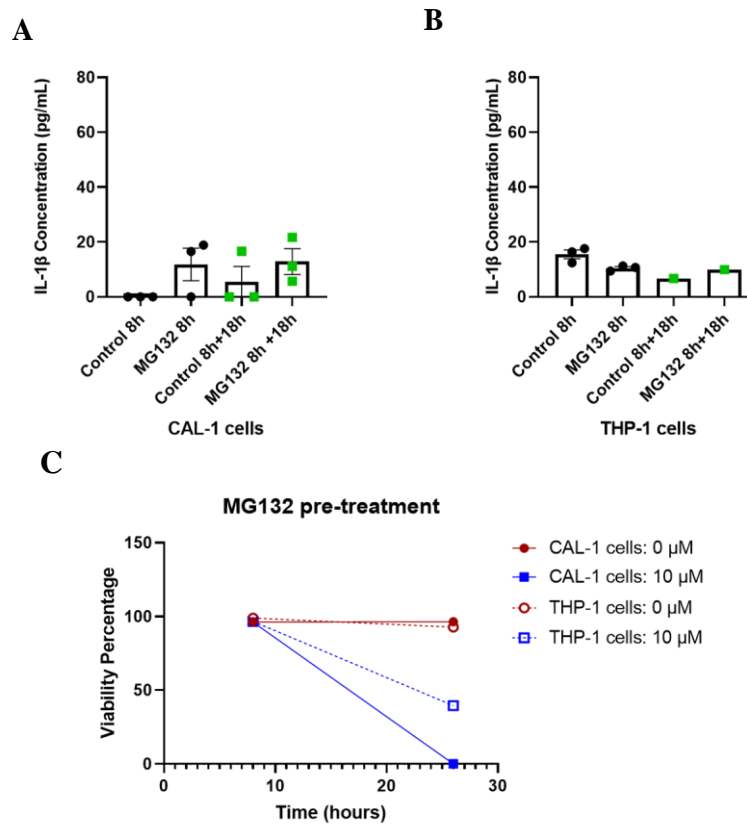 A
IL-1β Concentration (pg/mL)
80
60
40
20
0
Control 8h
MG132 8h
Control 8h+18h
MG132 8h +18h
CAL-1 cells
B
IL-1β Concentration (pg/mL)
80
60
40
20
0
Control 8h
MG132 8h
Control 8h+18h
MG132 8h+18h
THP-1 cells
C
MG132 pre-treatment
Viability Percentage
150
100
50
0
0 10 20 30
Time (hours)
CAL-1 cells: 0 µM
CAL-1 cells: 10 µM
THP-1 cells: 0 µM
THP-1 cells: 10 µM